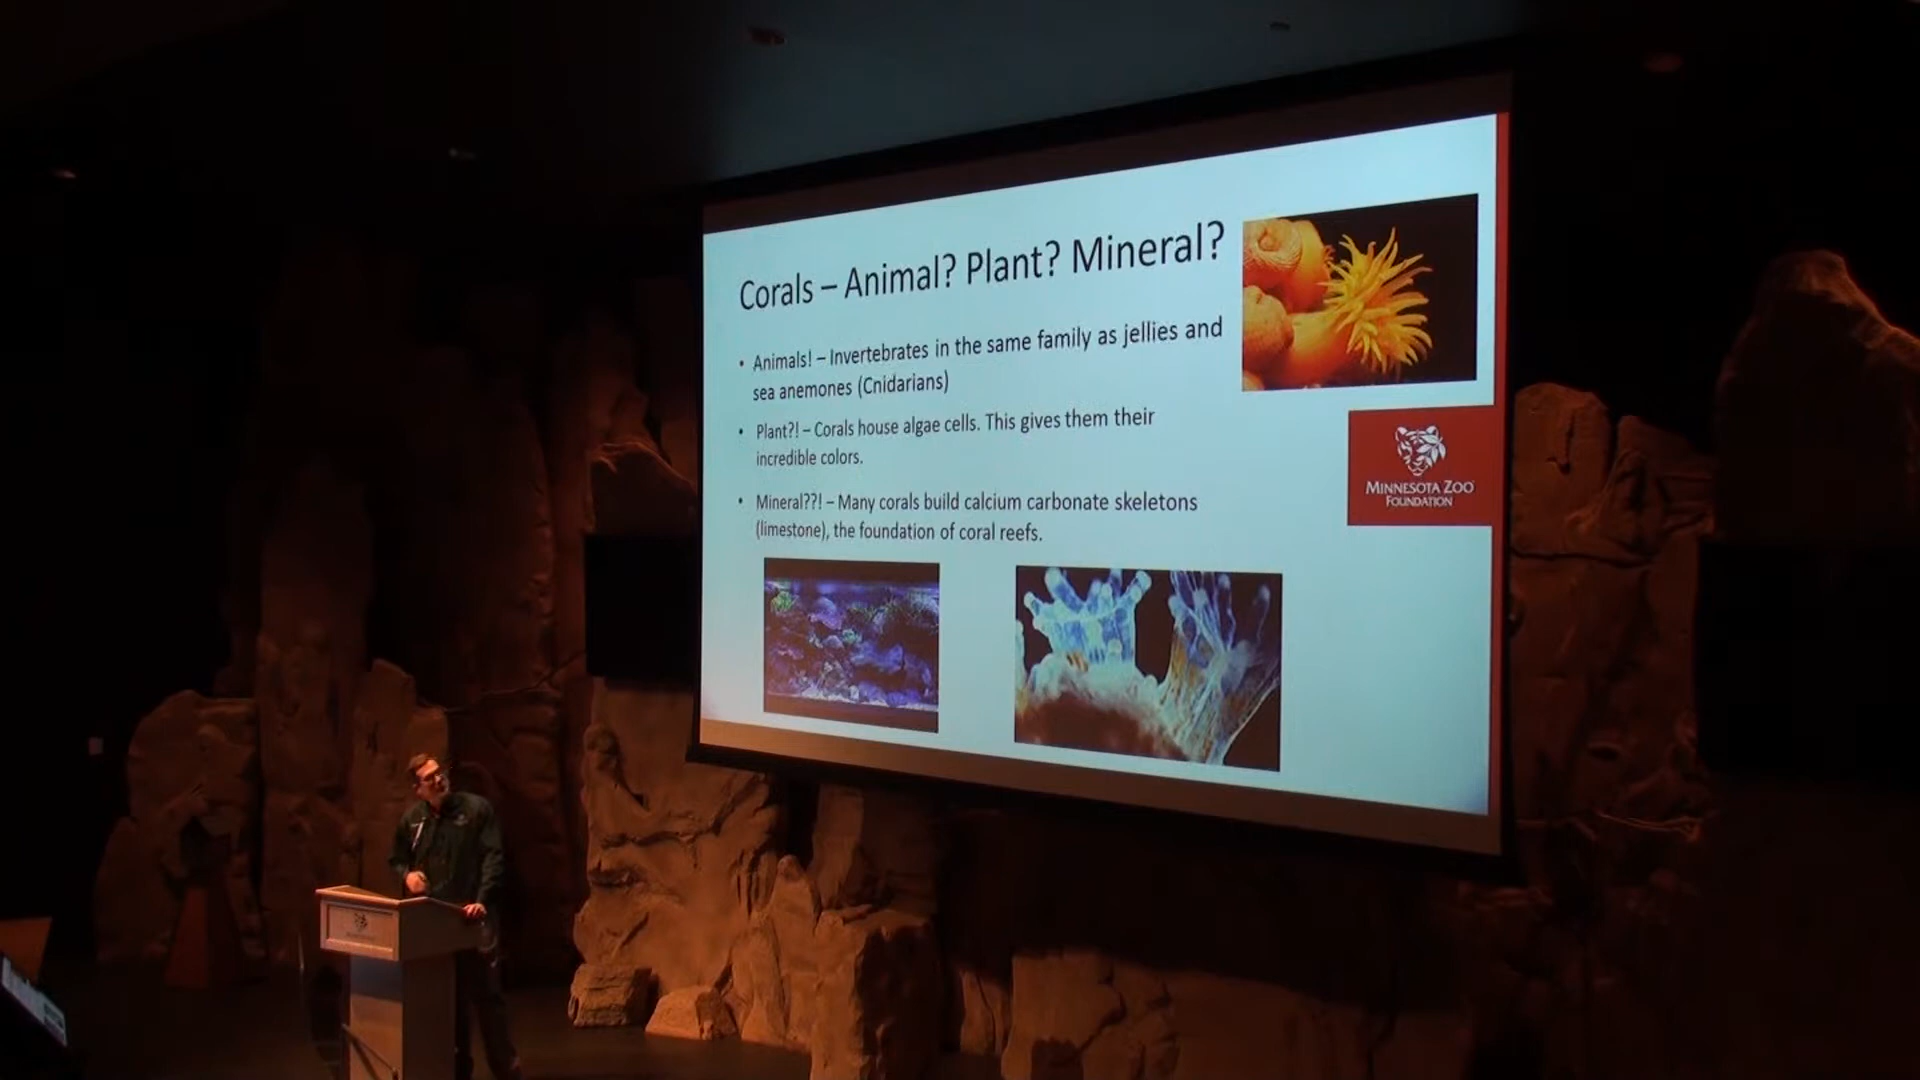 Corals – Animal? Plant? Mineral?
• Animals! – Invertebrates in the same family as jellies and
sea anemones (Cnidarians)
• Plant?! – Corals house algae cells. This gives them their
incredible colors.
• Mineral??! – Many corals build calcium carbonate skeletons
(limestone), the foundation of coral reefs.
MINNESOTA ZOO
FOUNDATION